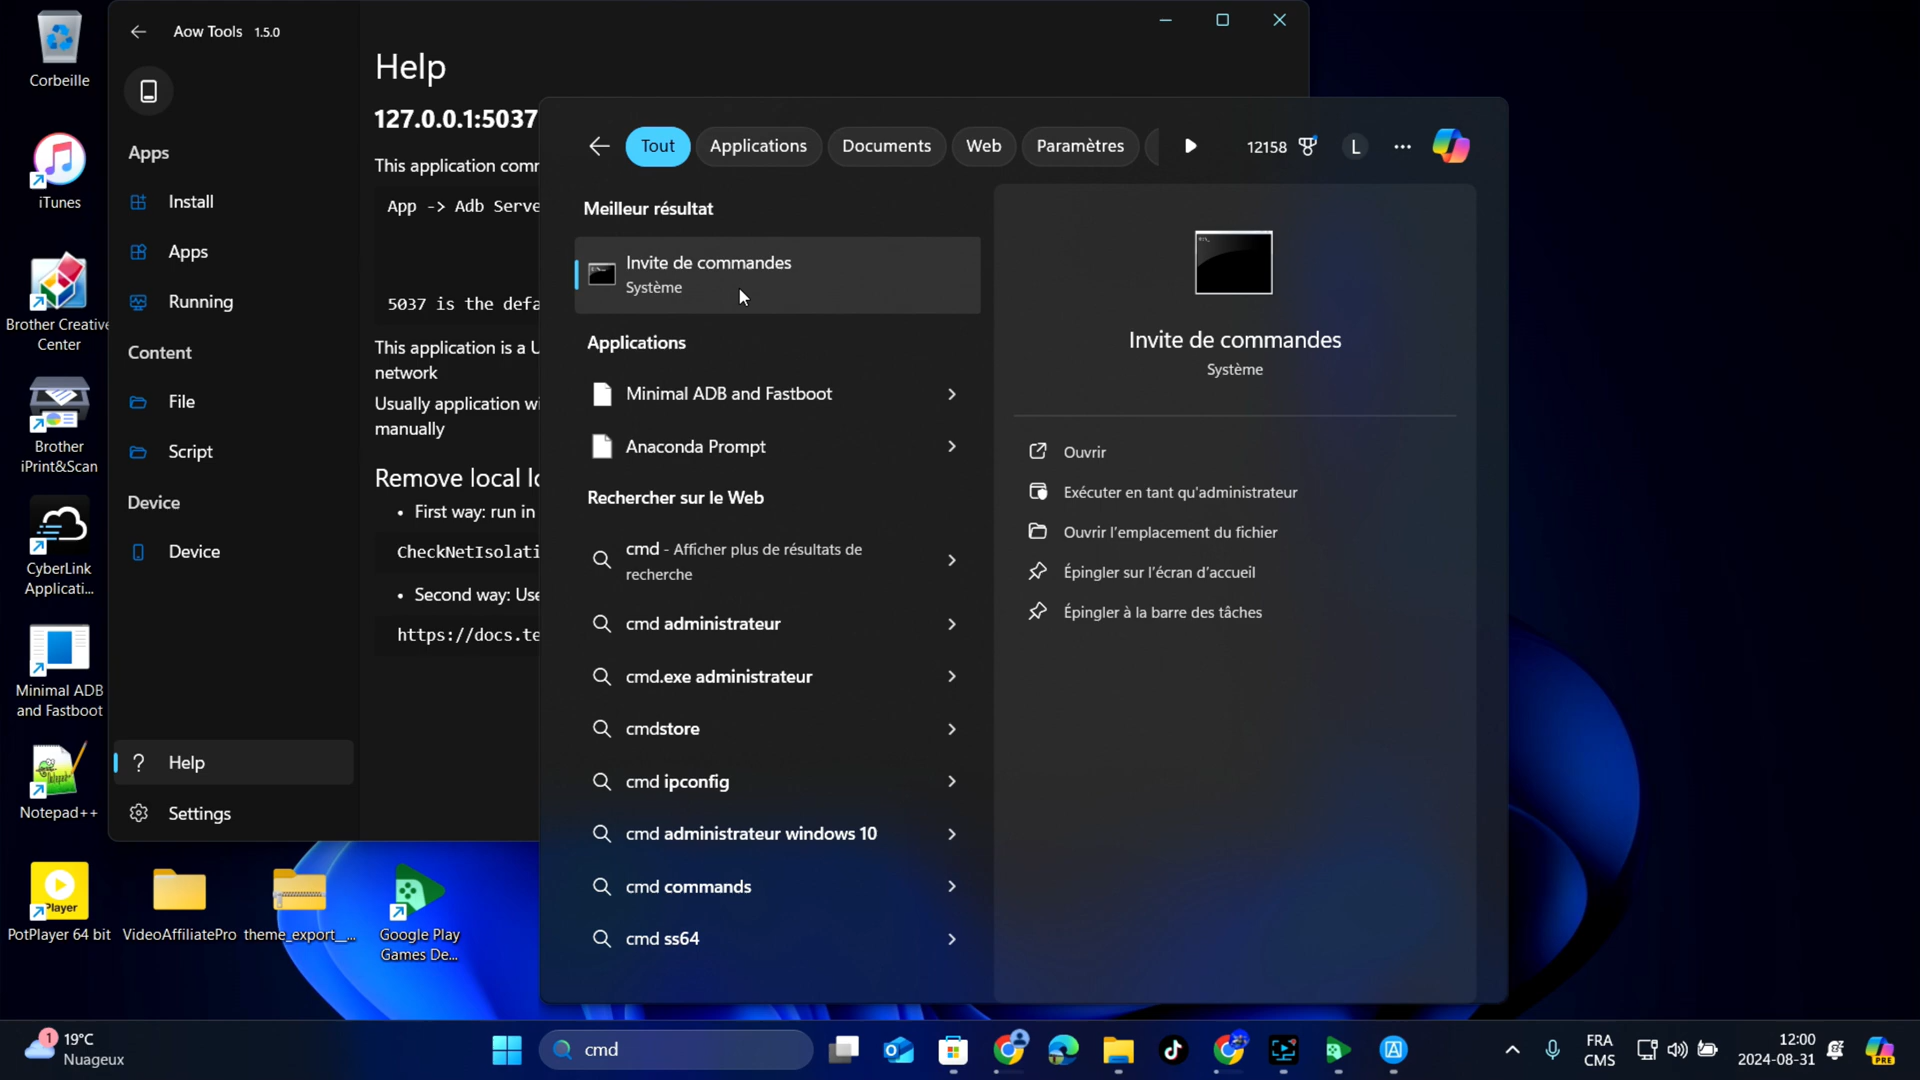 Corbeille
iTunes
Brother Creative
Center
Brother
iPrint&Scan
CyberLink
Applicati...
Minimal ADB
and Fastboot
Notepad++
PotPlayer 64 bit
VideoAffiliatePro
theme_export__...
Google Play
Games De...
Aow Tools 1.5.0
Apps
Install
Apps
Running
Content
File
Script
Device
Device
Help
Settings
Help
127.0.0.1:5037
This application comm
App -> Adb Serve
5037 is the defa
This application is a U
network
Usually application wi
manually
Remove local lo
• First way: run in
CheckNetIsolati
• Second way: Use
https://docs.te
Tout
Applications
Documents
Web
Paramètres
12158
L
Meilleur résultat
Invite de commandes
Système
Applications
Minimal ADB and Fastboot
Anaconda Prompt
Rechercher sur le Web
cmd - Afficher plus de résultats de
recherche
cmd administrateur
cmd.exe administrateur
cmdstore
cmd ipconfig
cmd administrateur windows 10
cmd commands
cmd ss64
Invite de commandes
Système
Ouvrir
Exécuter en tant qu'administrateur
Ouvrir l'emplacement du fichier
Épingler sur l'écran d'accueil
Épingler à la barre des tâches
1
19°C
Nuageux
cmd
FRA
CMS
12:00
2024-08-31
PRE